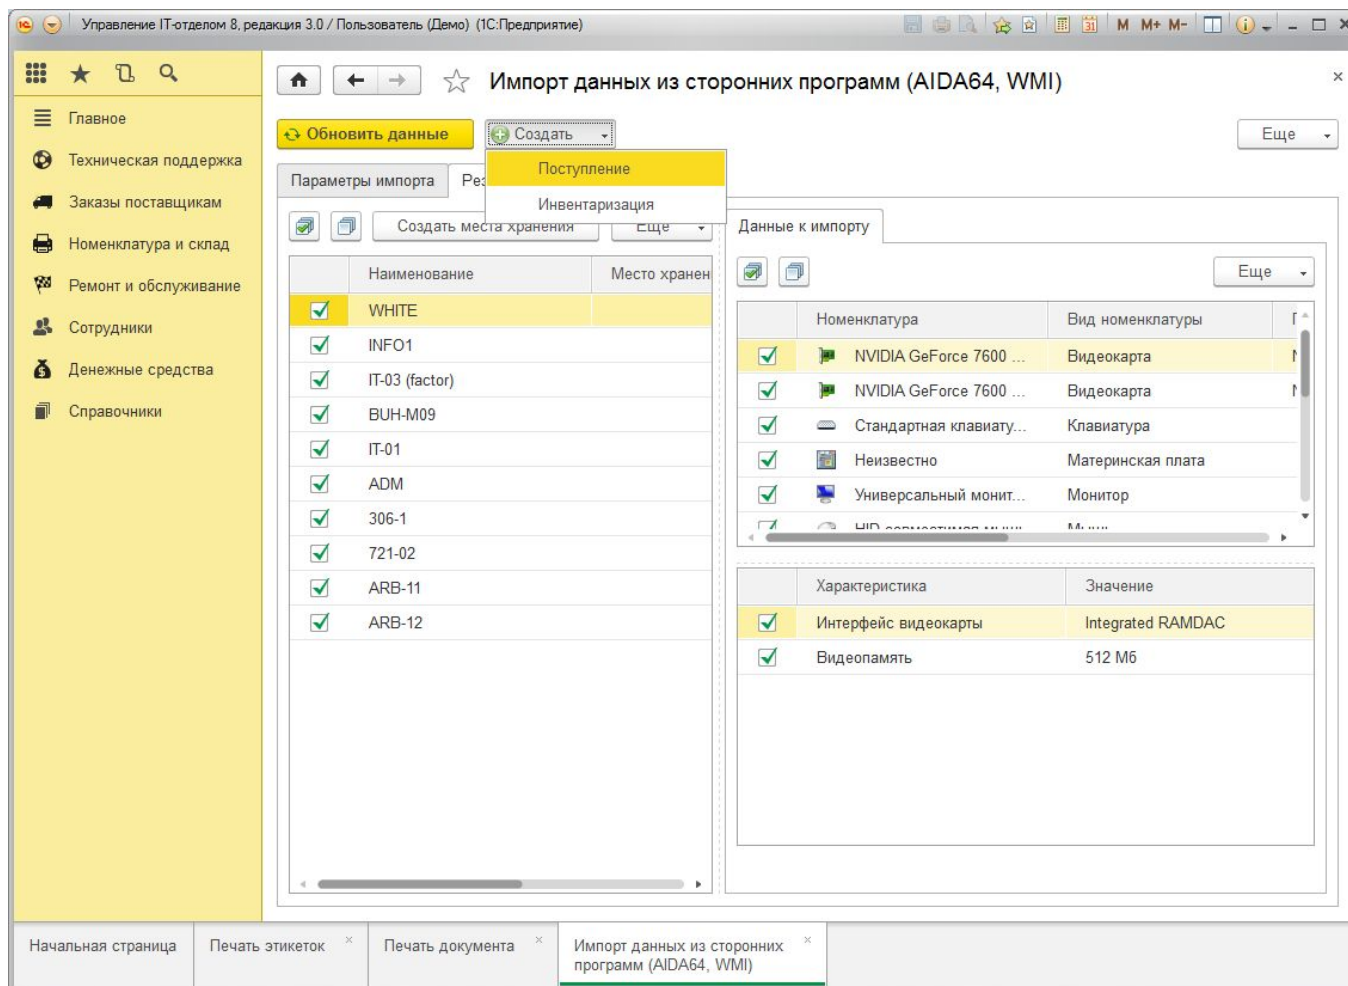 Управление IT-отделом 8, редакция 3.0 / Пользователь (Демо) (1С:Предприятие)
M M+ M-
Главное
Техническая поддержка
Заказы поставщикам
Номенклатура и склад
Ремонт и обслуживание
Сотрудники
Денежные средства
Справочники
Импорт данных из сторонних программ (AIDA64, WMI)
Обновить данные
Создать
Еще
Поступление
Инвентаризация
Параметры импорта
Создать места хранения
Еще
Наименование Место хранен
WHITE
INFO1
IT-03 (factor)
BUH-M09
IT-01
ADM
306-1
721-02
ARB-11
ARB-12
Данные к импорту
Еще
Номенклатура Вид номенклатуры
NVIDIA GeForce 7600 ... Видеокарта
NVIDIA GeForce 7600 ... Видеокарта
Стандартная клавиату... Клавиатура
Неизвестно Материнская плата
Универсальный монит... Монитор
Характеристика Значение
Интерфейс видеокарты Integrated RAMDAC
Видеопамять 512 Мб
Начальная страница
Печать этикеток
Печать документа
Импорт данных из сторонних
программ (AIDA64, WMI)